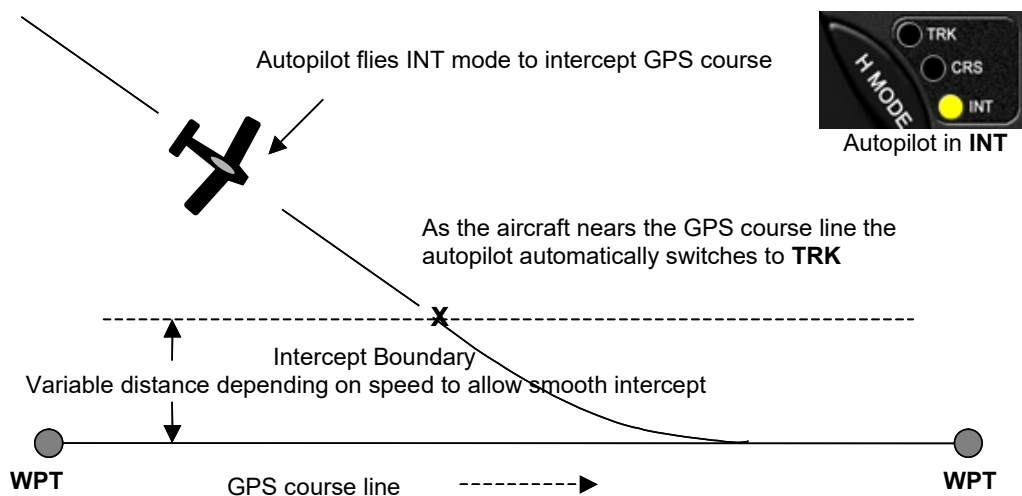 Autopilot flies INT mode to intercept GPS course
TRK
CRS
INT
H MODE
Autopilot in INT
As the aircraft nears the GPS course line the
autopilot automatically switches to TRK
X
Intercept Boundary
Variable distance depending on speed to allow smooth intercept
WPT
GPS course line
WPT